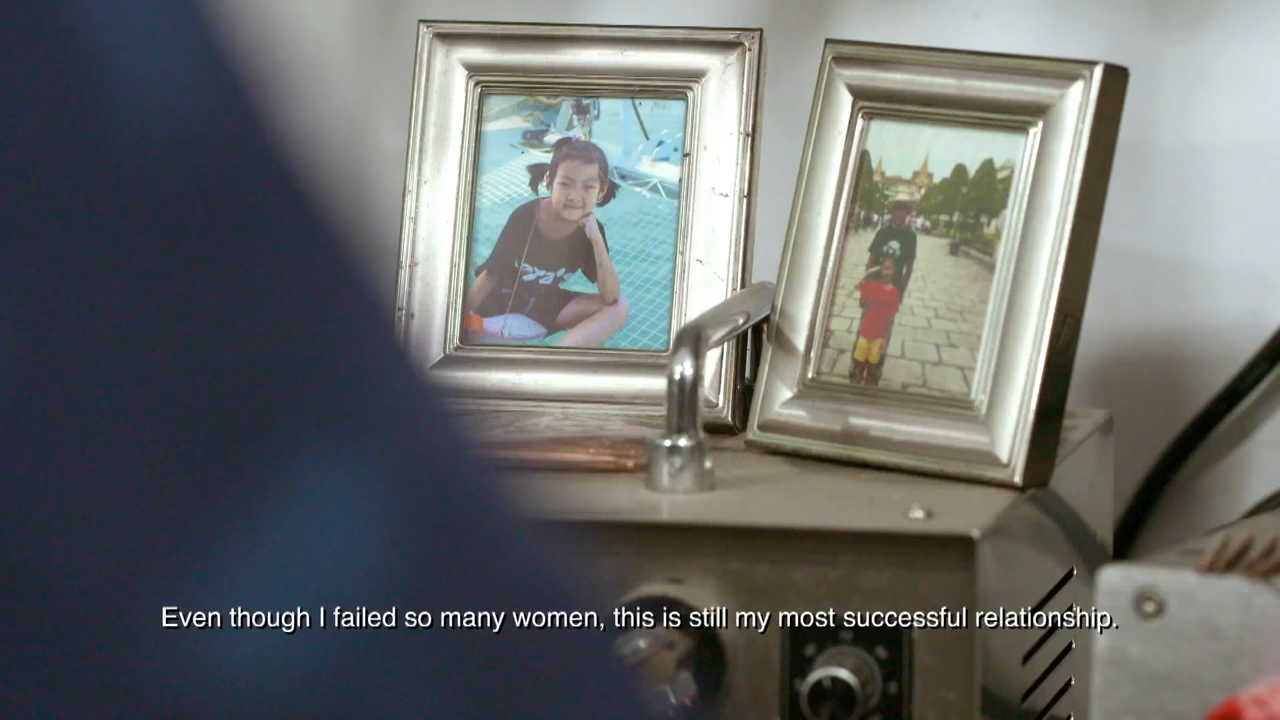 Even though I failed so many women, this is still my most successful relationship.